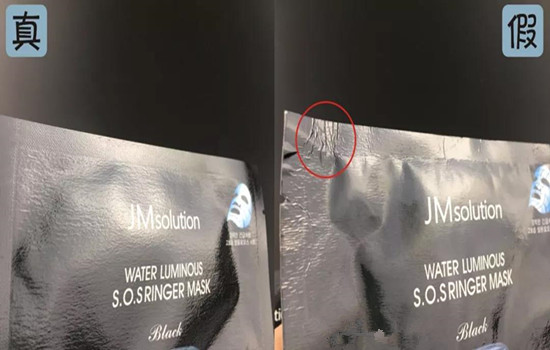 真
假
JMsolution
WATER LUMINOUS
S.O.S RINGER MASK
Black
JMsolution
WATER LUMINOUS
S.O.S RINGER MASK
Black